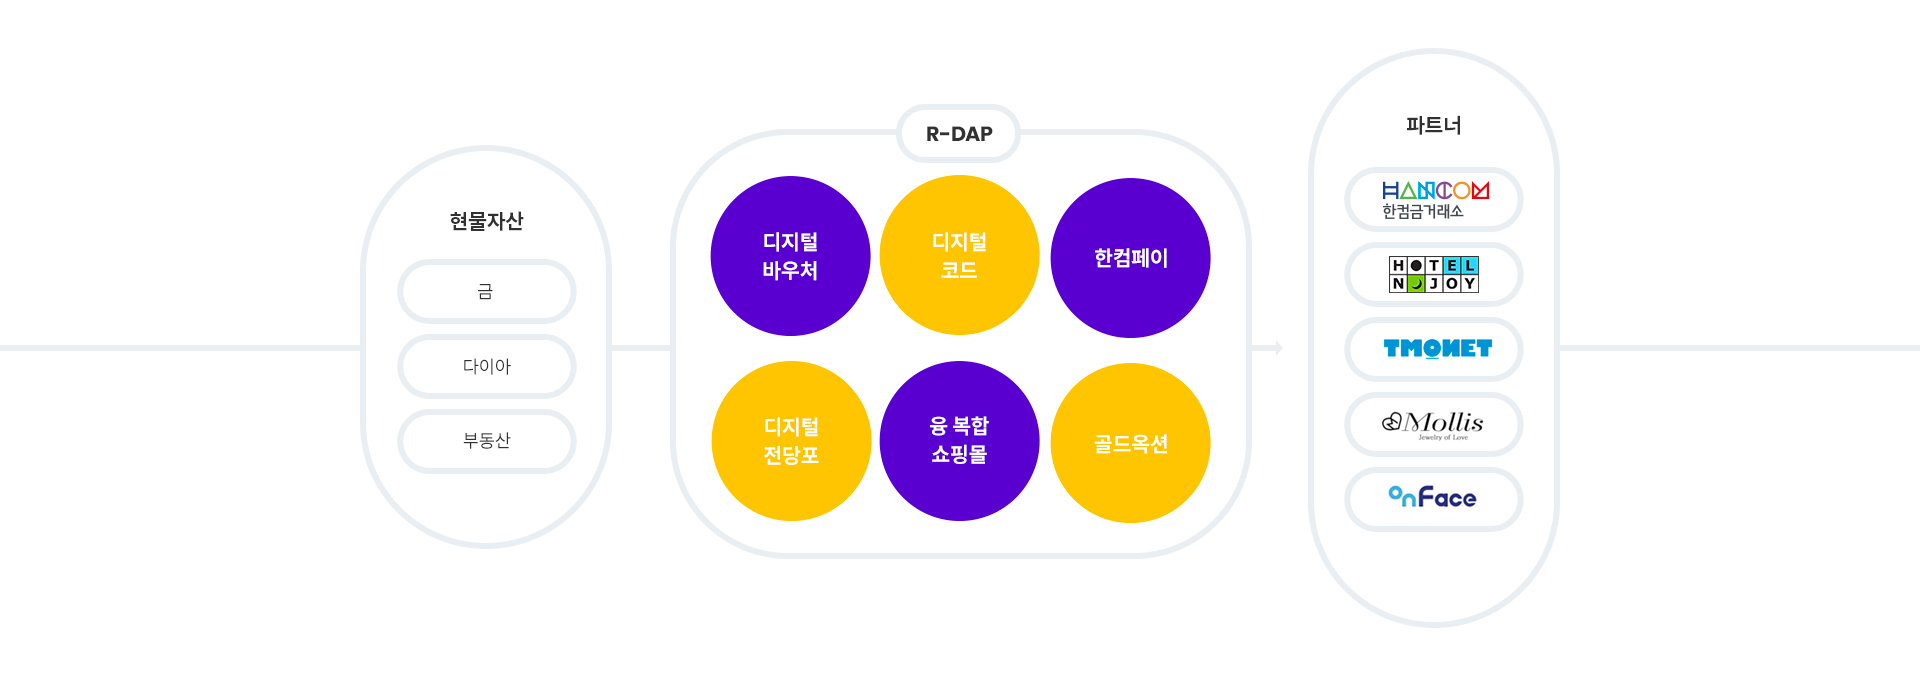 현물자산
금
다이아
부동산
R-DAP
디지털
바우처
디지털
코드
한컴페이
디지털
전당포
융 복합
쇼핑몰
골드옥션
파트너
HANCOM
한컴금거래소
HOTEL
NOJOY
TMONET
Mollis
Jewelry of Love
onFace